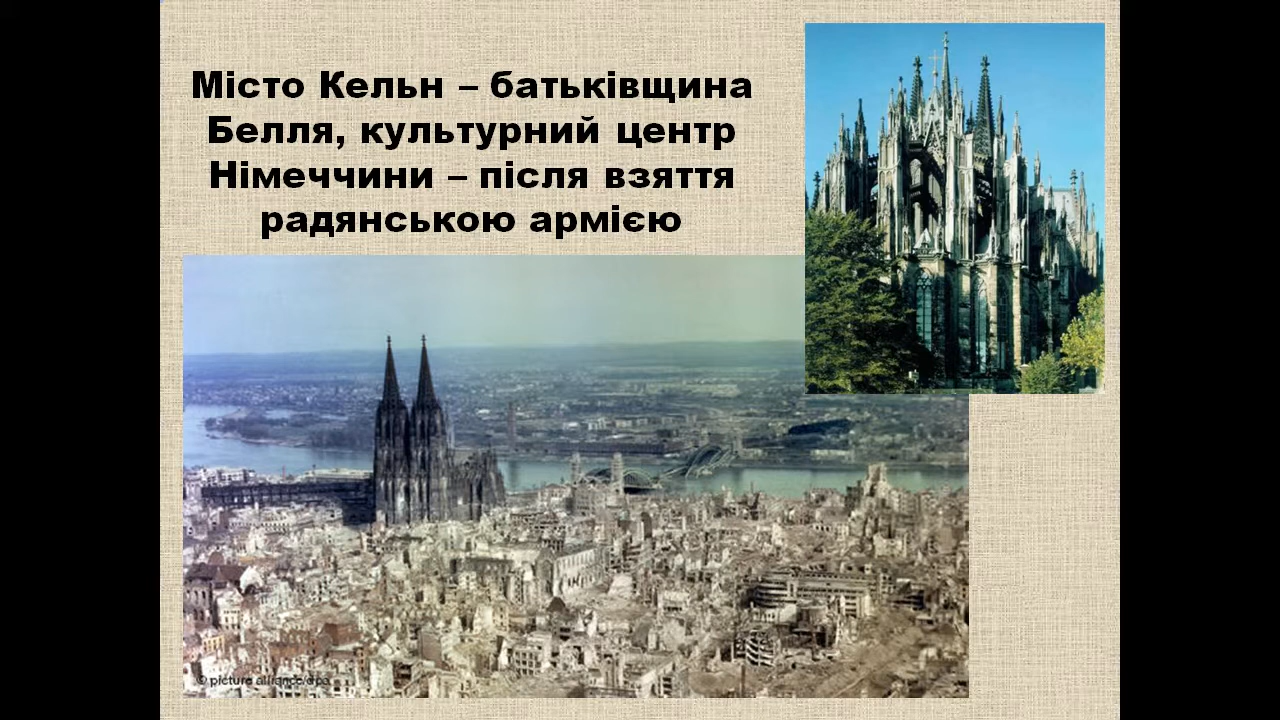 Місто Кельн – батьківщина
Белля, культурний центр
Німеччини – після взяття
радянською армією
© picture alliance/dpa